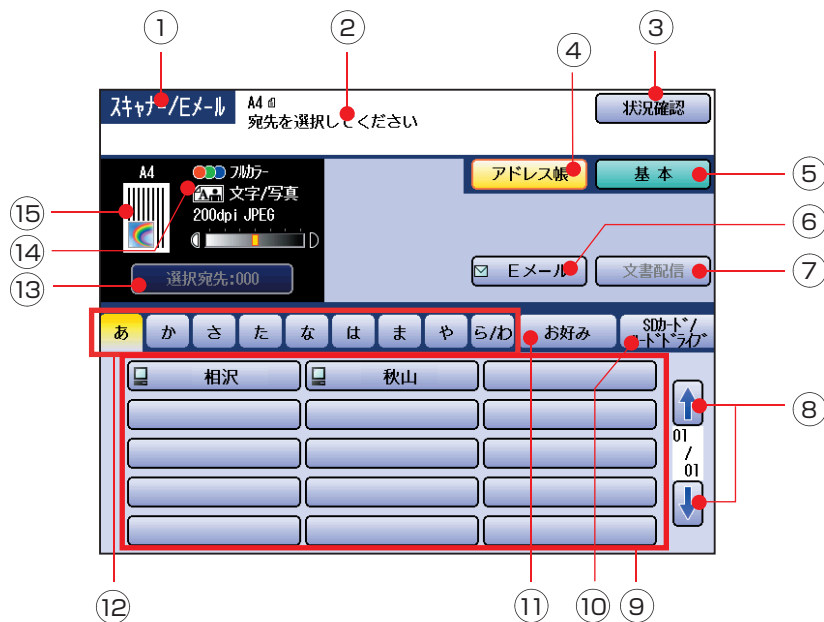 ① ② ③
④
スキャナー/Eメール A4 状況確認
宛先を選択してください
A4 フルカラー アドレス帳 基 本 ⑤
⑮ A 文字/写真
200dpi JPEG ⑥
⑭ D
Eメール 文書配信 ⑦
⑬ 選択宛先:000
あ か さ た な は ま や ら/わ お好み SDカード/
ハードドライブ
相沢 秋山
⑧
01
/
01
⑫ ⑪ ⑩ ⑨